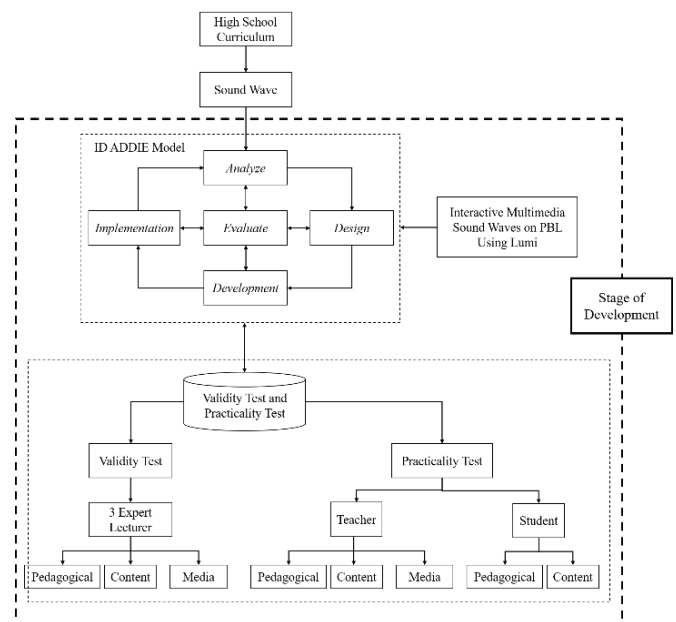 High School
Curriculum
Sound Wave
ID ADDIE Model
Analyze
Implementation
Evaluate
Design
Development
Interactive Multimedia
Sound Waves on PBL
Using Lumi
Stage of
Development
Validity Test and
Practicality Test
Validity Test
Practicality Test
3 Expert
Lecturer
Teacher
Student
Pedagogical
Content
Media
Pedagogical
Content
Media
Pedagogical
Content